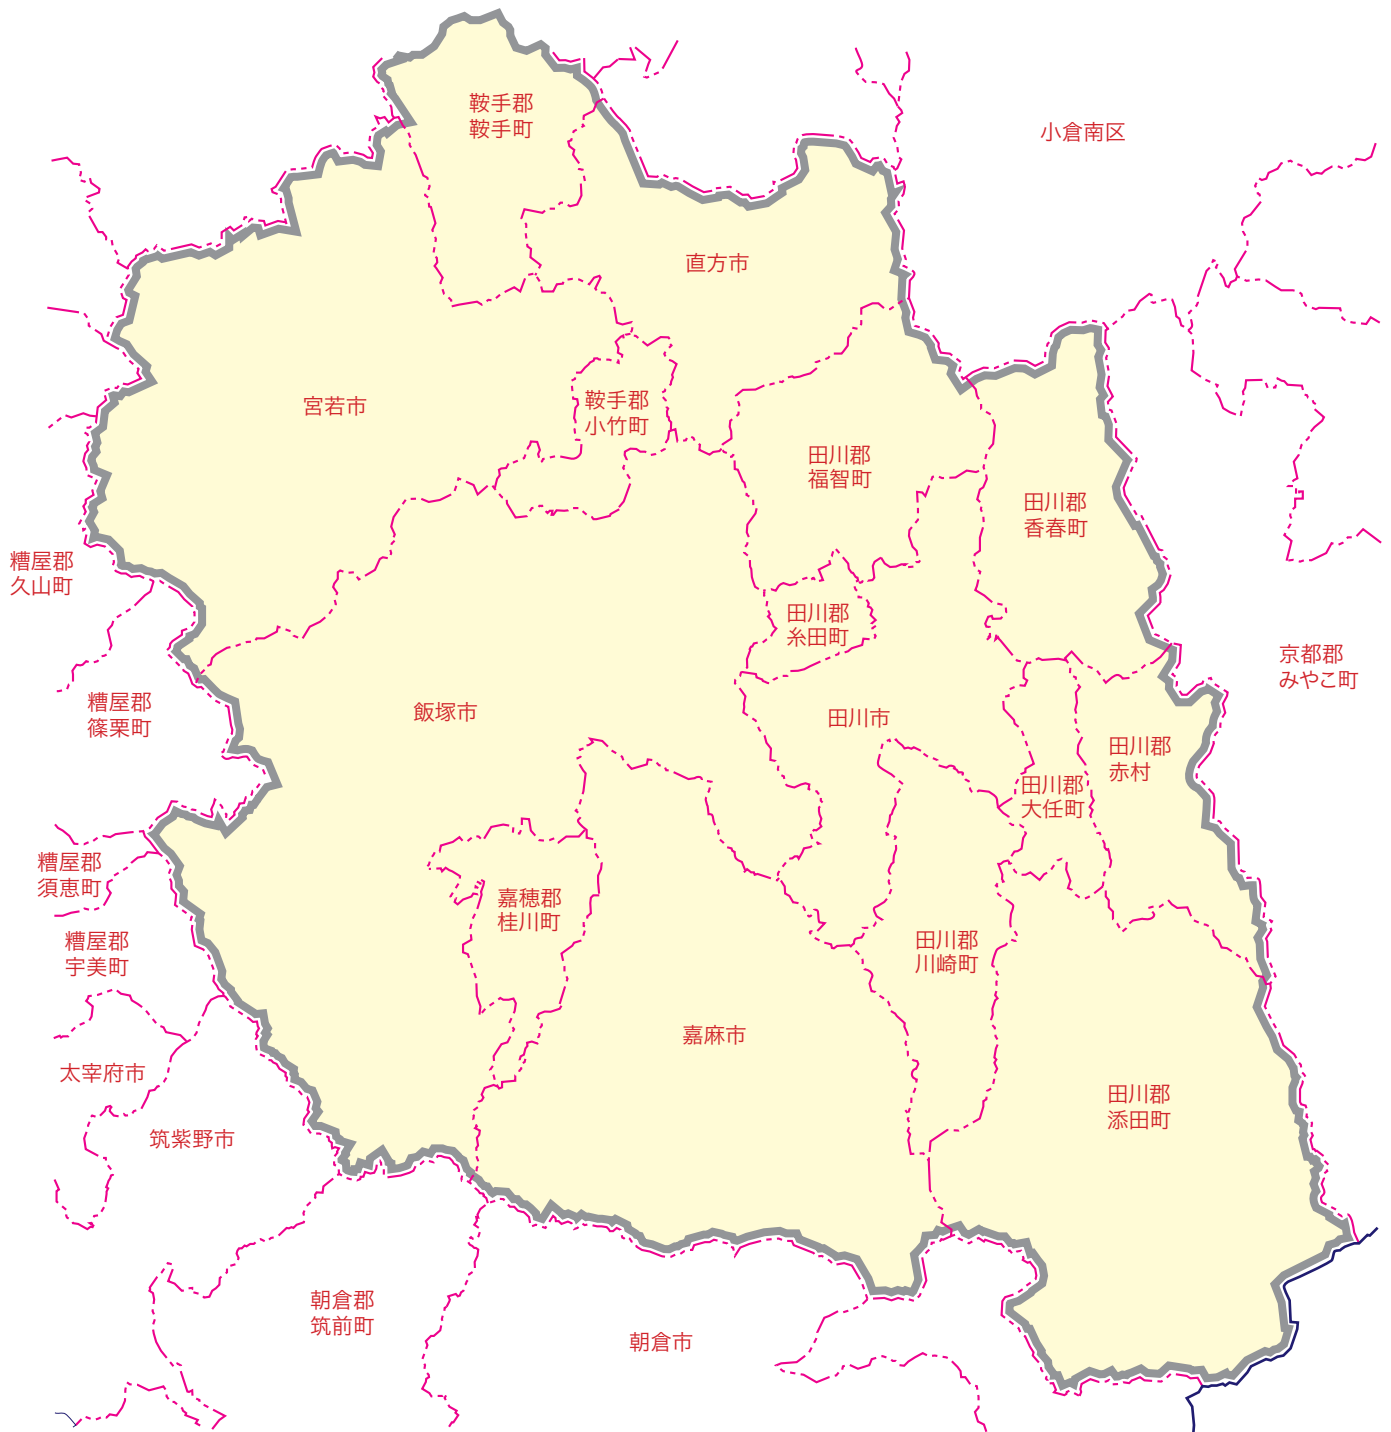 鞍手郡
鞍手町
小倉南区
直方市
宮若市
鞍手郡
小竹町
田川郡
福智町
田川郡
香春町
糟屋郡
久山町
田川郡
糸田町
京都郡
みやこ町
糟屋郡
篠栗町
飯塚市
田川市
田川郡
赤村
田川郡
大任町
糟屋郡
須恵町
嘉穂郡
桂川町
糟屋郡
宇美町
田川郡
川崎町
嘉麻市
太宰府市
田川郡
添田町
筑紫野市
朝倉郡
筑前町
朝倉市